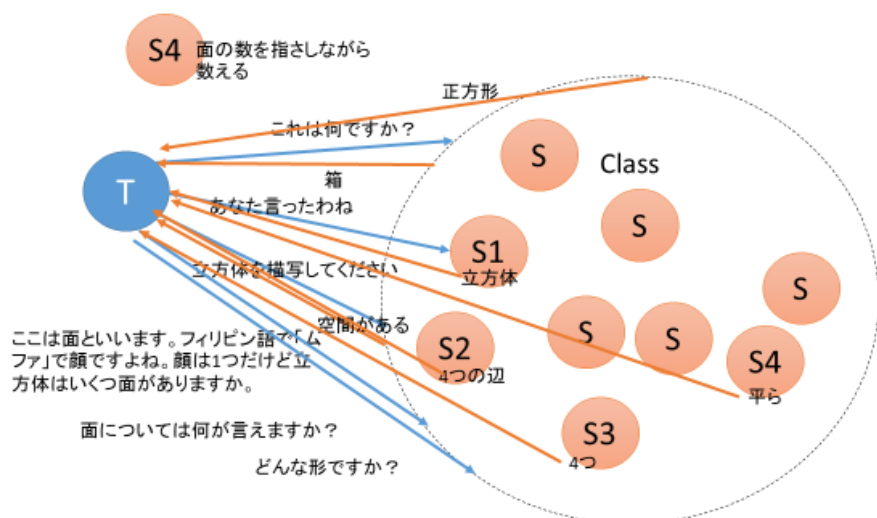 S4
面の数を指さしながら
数える
正方形
これは何ですか？
S
Class
箱
T
あなた言ったわね
S
S1
立方体
立方体を描写してください
S
空間がある
S
S
S2
4つの辺
S4
平ら
ここは面といいます。フィリピン語で「ム
ファ」で顔ですよね。顔は1つだけど立
方体はいくつ面がありますか。
面については何が言えますか？
S3
4つ
どんな形ですか？